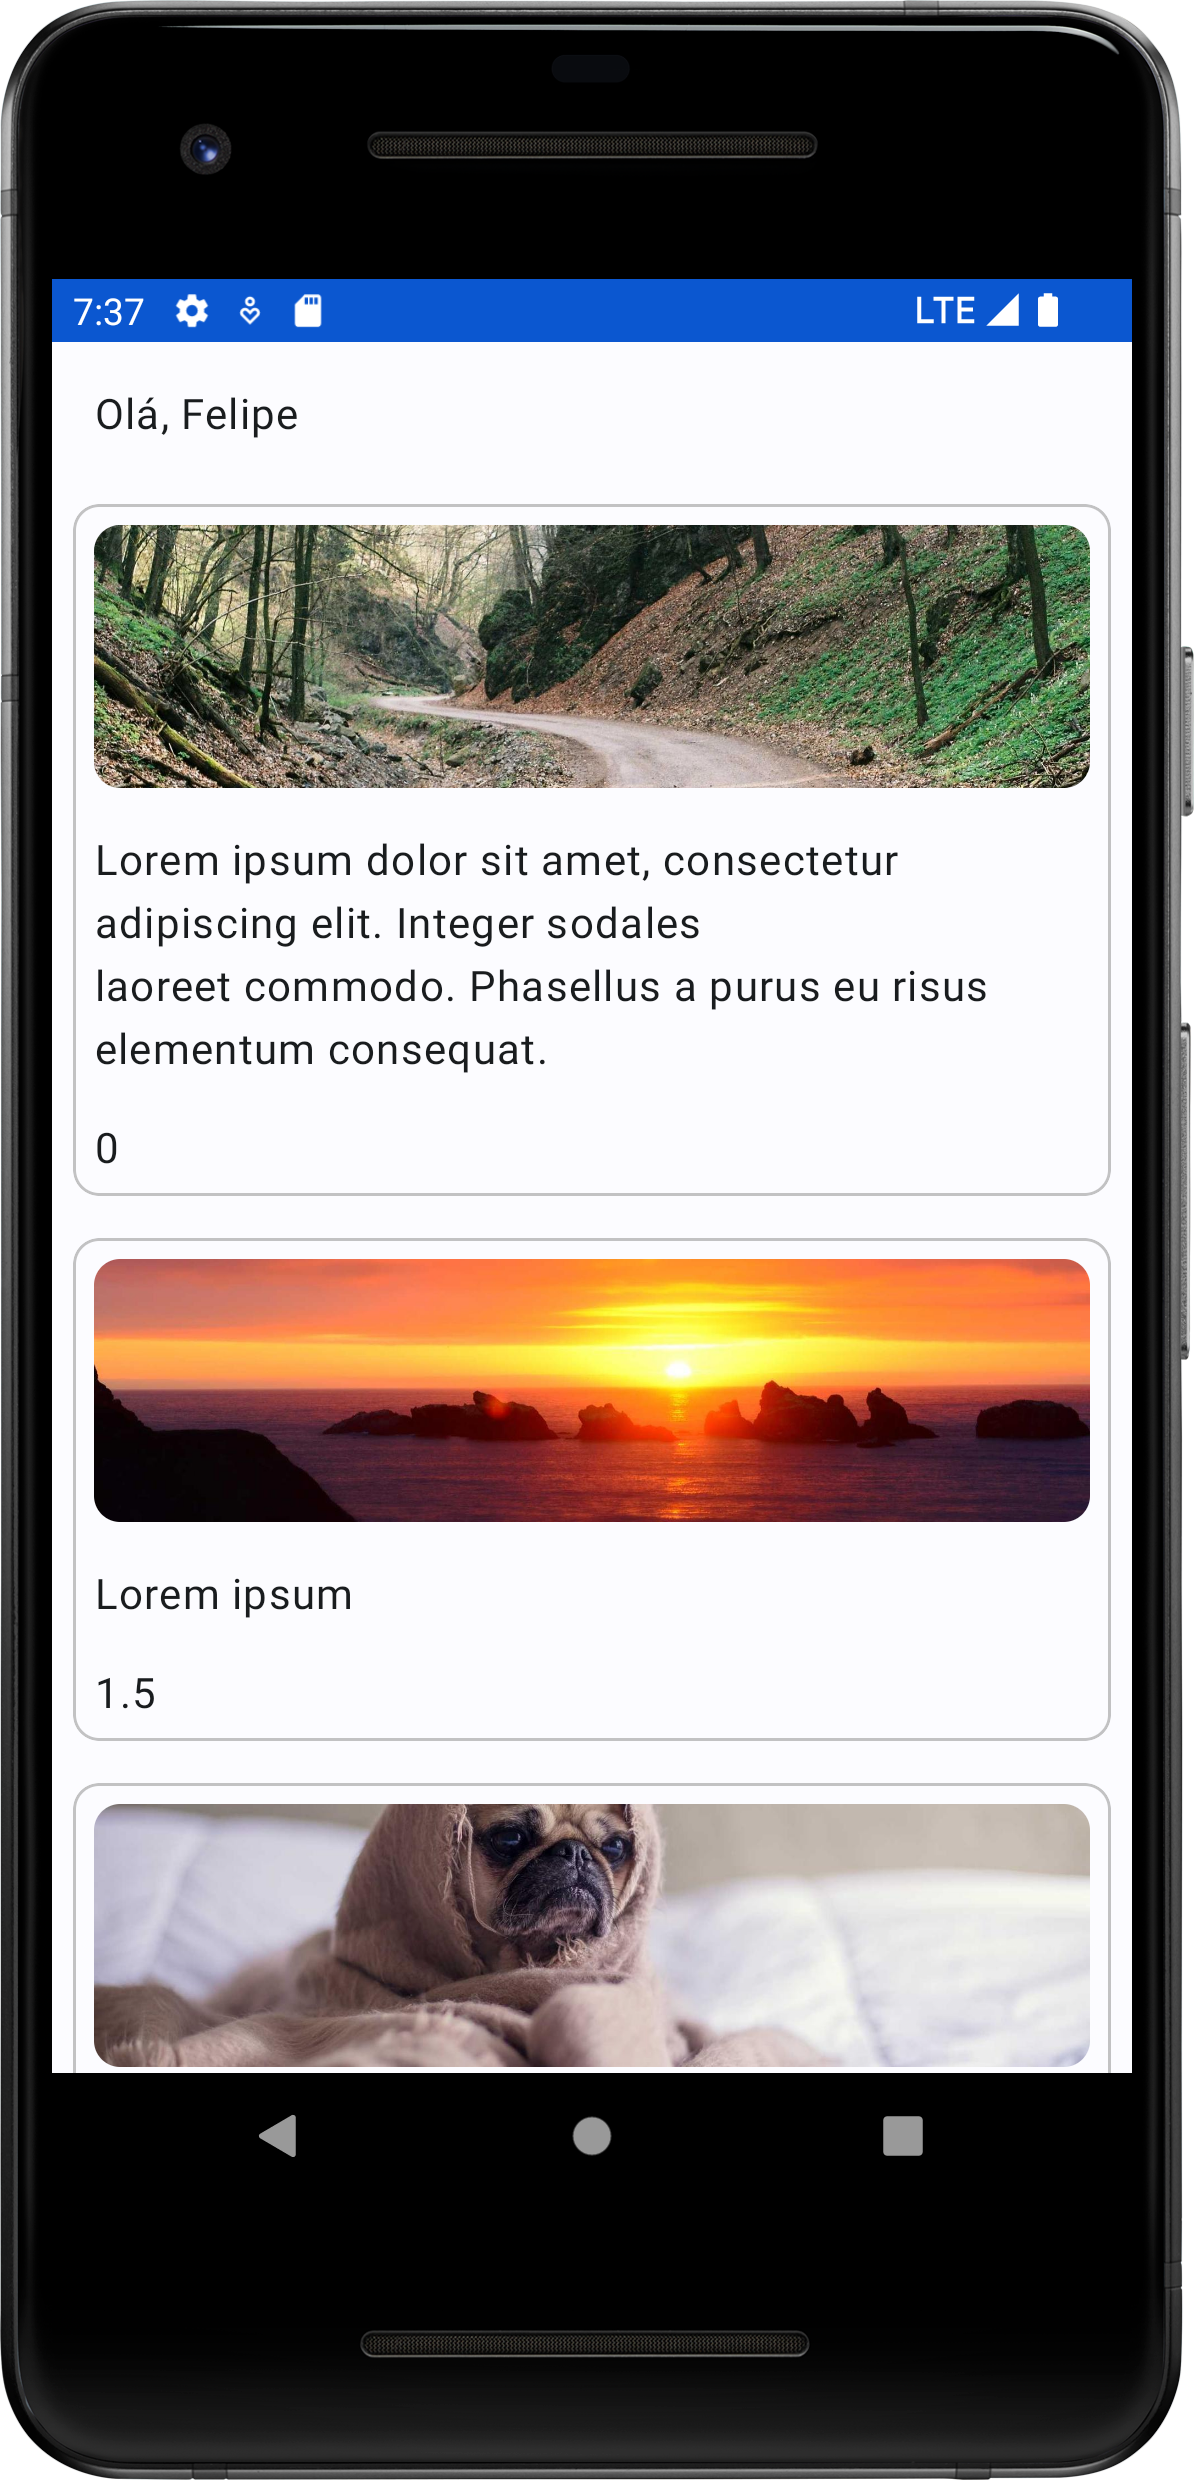 7:37 LTE
Olá, Felipe
Lorem ipsum dolor sit amet, consectetur
adipiscing elit. Integer sodales
laoreet commodo. Phasellus a purus eu risus
elementum consequat.
0
Lorem ipsum
1.5